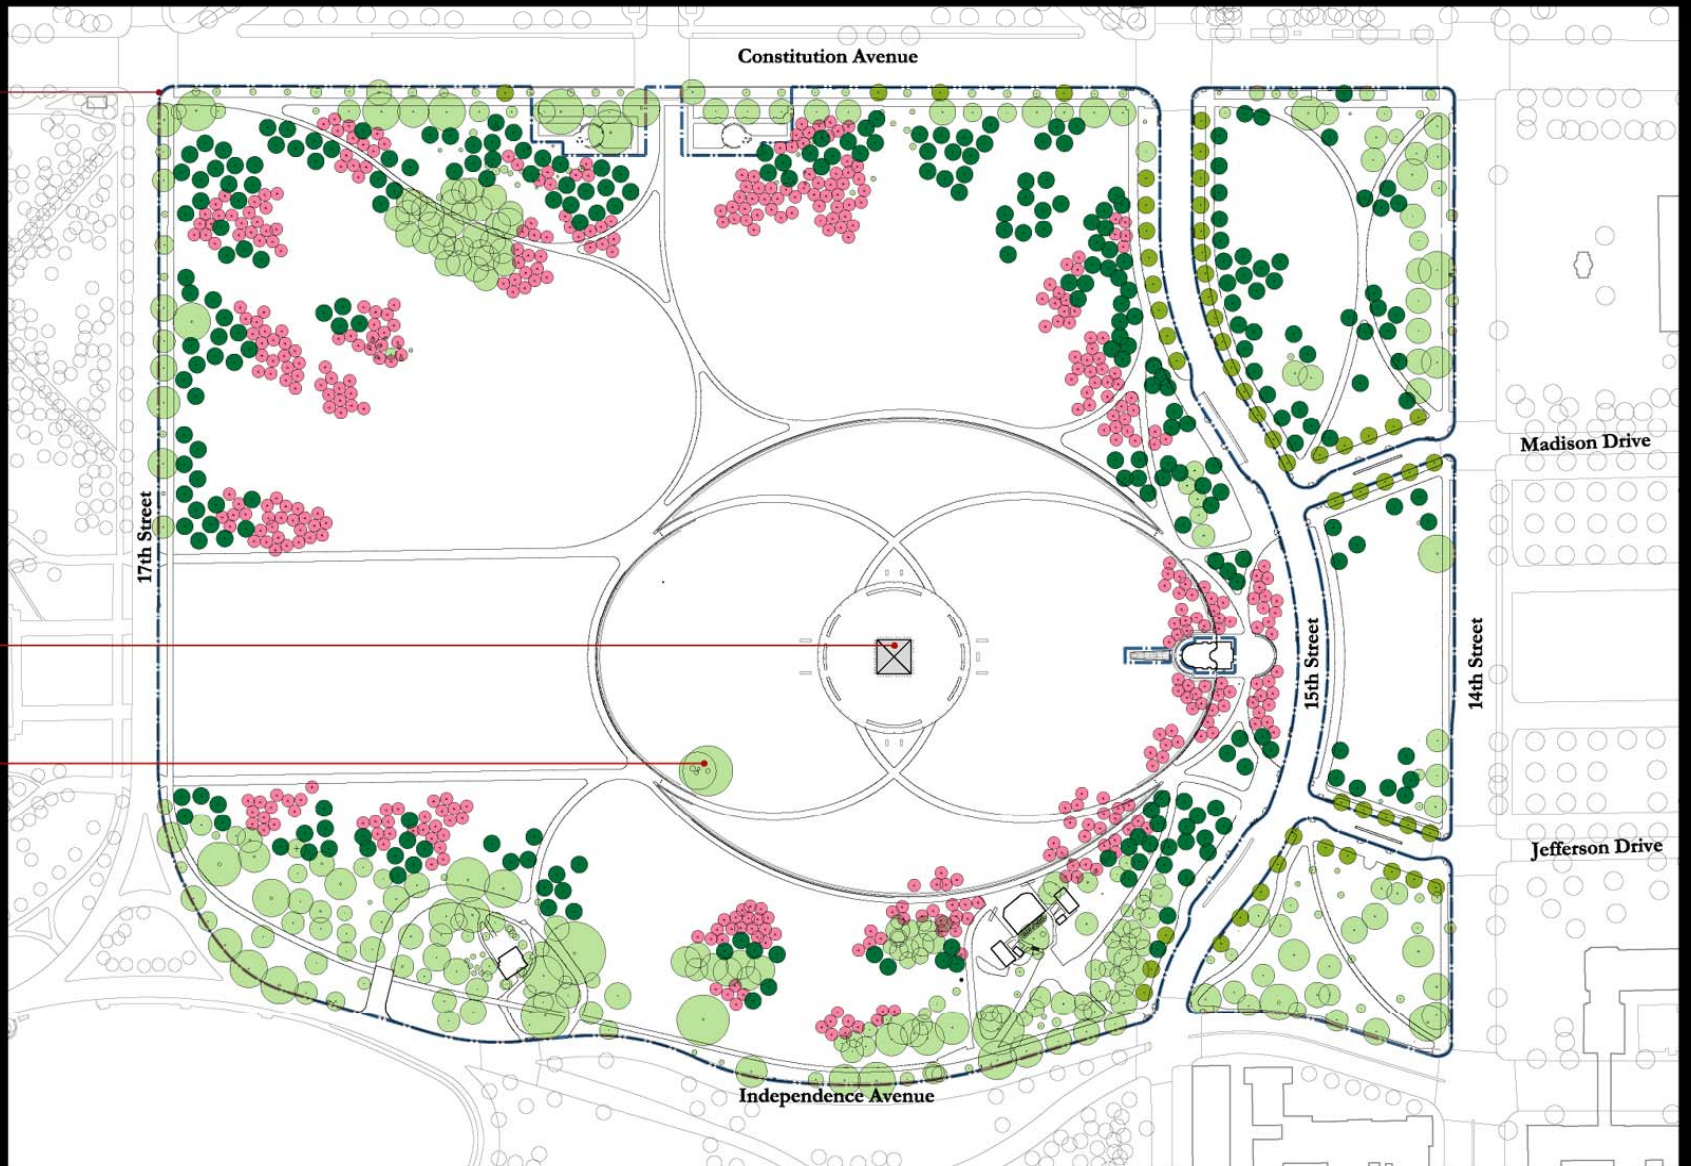 Constitution Avenue
Madison Drive
17th Street
15th Street
14th Street
Jefferson Drive
Independence Avenue